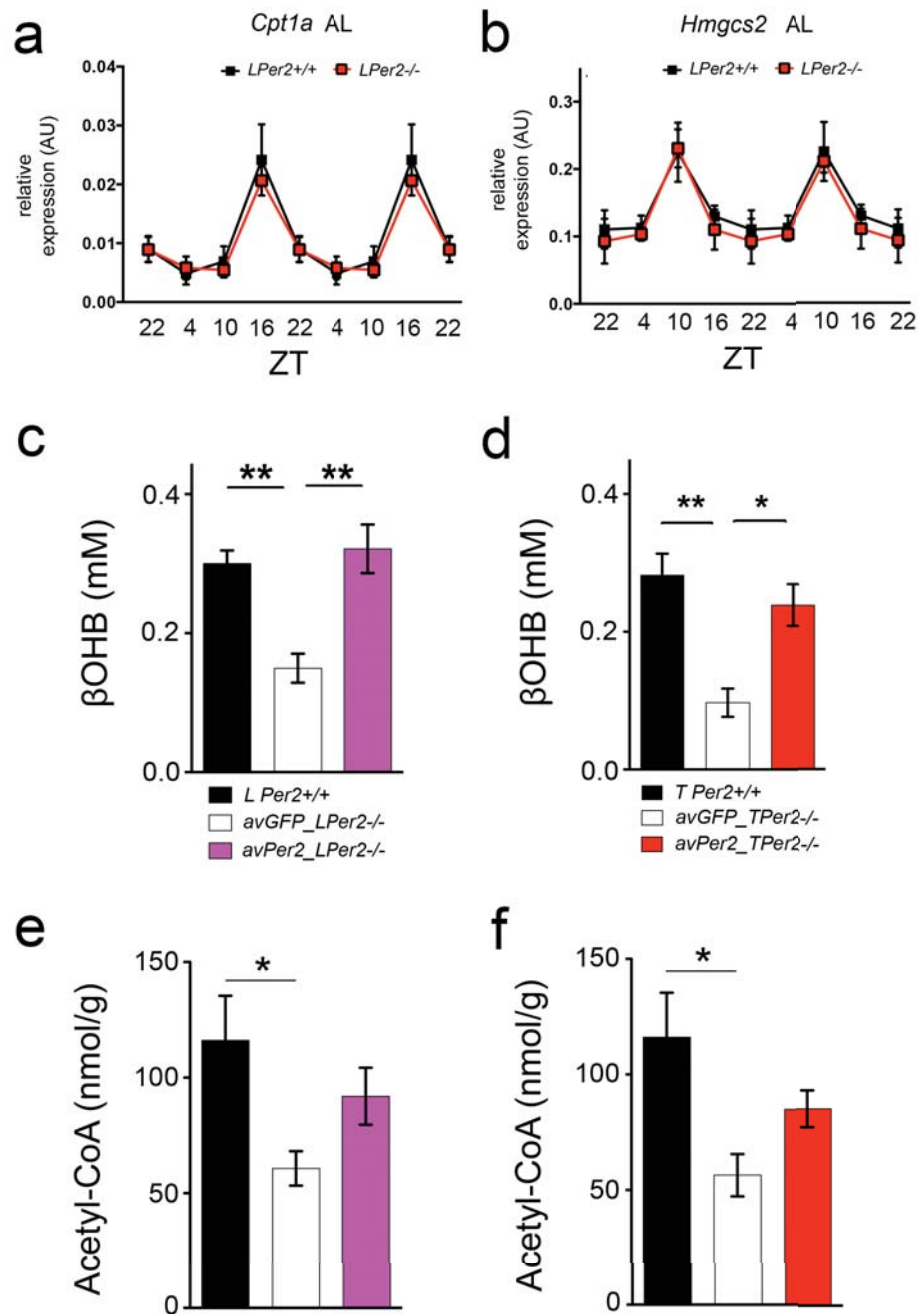 a
Cpt1a AL
LPer2+/+ LPer2-/-
0.04
0.03
0.02
0.01
0.00
relative
expression (AU)
22 4 10 16 22 4 10 16 22
ZT
b
Hmgcs2 AL
LPer2+/+ LPer2-/-
0.3
0.2
0.1
0.0
relative
expression (AU)
22 4 10 16 22 4 10 16 22
ZT
c
** **
0.4
0.2
0.0
βOHB (mM)
L Per2+/+
avGFP_LPer2-/-
avPer2_LPer2-/-
d
** *
0.4
0.2
0.0
βOHB (mM)
T Per2+/+
avGFP_TPer2-/-
avPer2_TPer2-/-
e
*
150
100
50
0
Acetyl-CoA (nmol/g)
f
*
150
100
50
0
Acetyl-CoA (nmol/g)